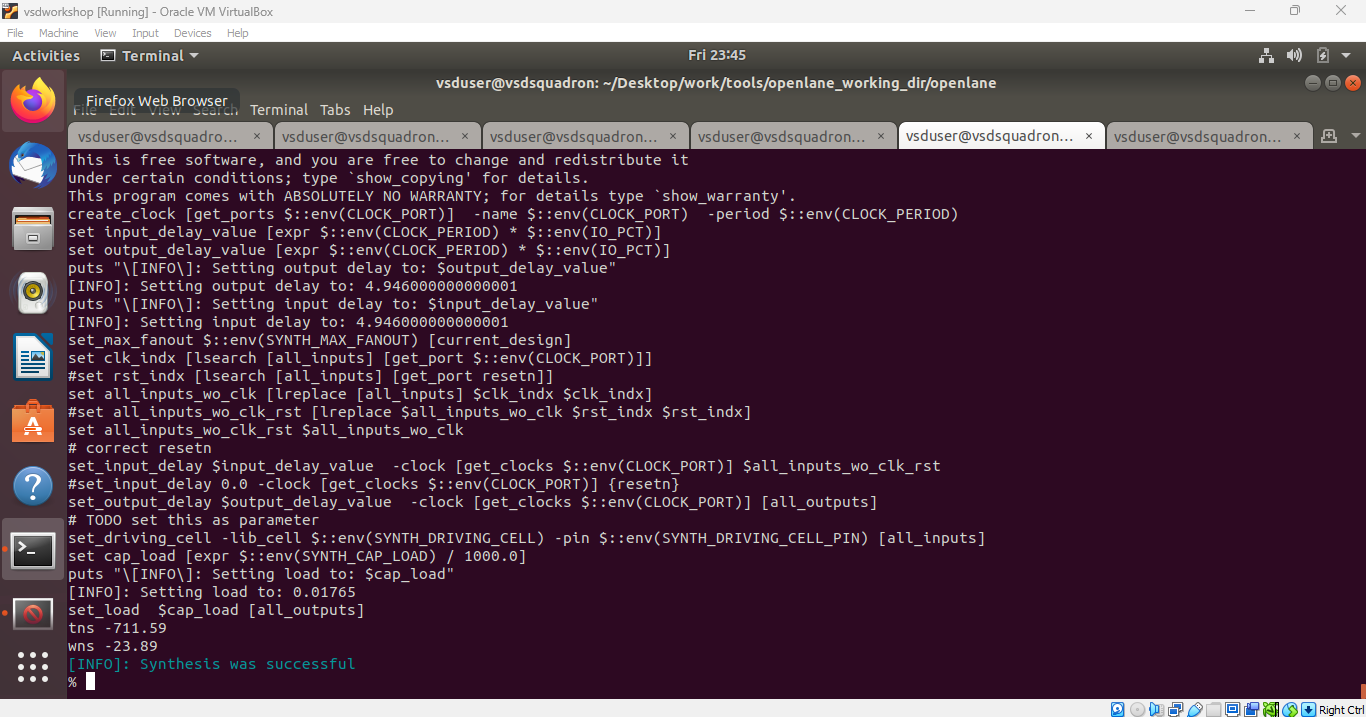 vsdworkshop [Running] - Oracle VM VirtualBox
File Machine View Input Devices Help
Activities Terminal Fri 23:45
vsduser@vsdsquadron: ~/Desktop/work/tools/openlane_working_dir/openlane
Firefox Web Browser
File Edit View Search Terminal Tabs Help
vsduser@vsdsquadro... × vsduser@vsdsquadron... × vsduser@vsdsquadron... × vsduser@vsdsquadron... × vsduser@vsdsquadron... × vsduser@vsdsquadron... ×
This is free software, and you are free to change and redistribute it
under certain conditions; type `show_copying' for details.
This program comes with ABSOLUTELY NO WARRANTY; for details type `show_warranty'.
create_clock [get_ports $::env(CLOCK_PORT)]  -name $::env(CLOCK_PORT)  -period $::env(CLOCK_PERIOD)
set input_delay_value [expr $::env(CLOCK_PERIOD) * $::env(IO_PCT)]
set output_delay_value [expr $::env(CLOCK_PERIOD) * $::env(IO_PCT)]
puts "\[INFO\]: Setting output delay to: $output_delay_value"
[INFO]: Setting output delay to: 4.946000000000001
puts "\[INFO\]: Setting input delay to: $input_delay_value"
[INFO]: Setting input delay to: 4.946000000000001
set_max_fanout $::env(SYNTH_MAX_FANOUT) [current_design]
set clk_indx [lsearch [all_inputs] [get_port $::env(CLOCK_PORT)]]
#set rst_indx [lsearch [all_inputs] [get_port resetn]]
set all_inputs_wo_clk [lreplace [all_inputs] $clk_indx $clk_indx]
#set all_inputs_wo_clk_rst [lreplace $all_inputs_wo_clk $rst_indx $rst_indx]
set all_inputs_wo_clk_rst $all_inputs_wo_clk
# correct resetn
set_input_delay $input_delay_value  -clock [get_clocks $::env(CLOCK_PORT)] $all_inputs_wo_clk_rst
#set_input_delay 0.0 -clock [get_clocks $::env(CLOCK_PORT)] {resetn}
set_output_delay $output_delay_value  -clock [get_clocks $::env(CLOCK_PORT)] [all_outputs]
# TODO set this as parameter
set_driving_cell -lib_cell $::env(SYNTH_DRIVING_CELL) -pin $::env(SYNTH_DRIVING_CELL_PIN) [all_inputs]
set cap_load [expr $::env(SYNTH_CAP_LOAD) / 1000.0]
puts "\[INFO\]: Setting load to: $cap_load"
[INFO]: Setting load to: 0.01765
set_load  $cap_load [all_outputs]
tns -711.59
wns -23.89
[INFO]: Synthesis was successful
%
Right Ctrl